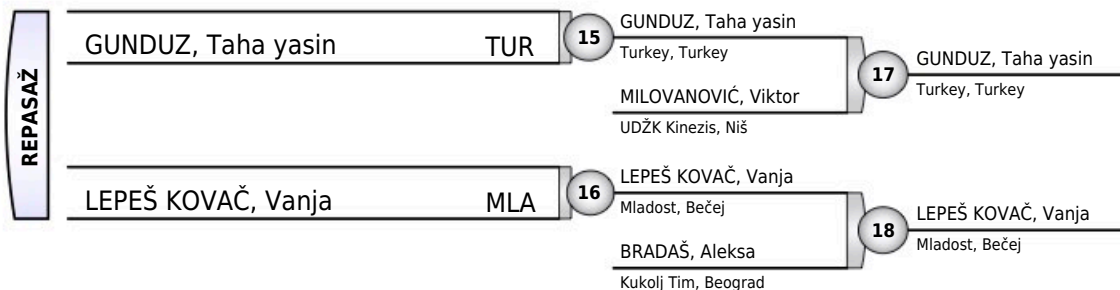 REPASAŽ
GUNDUZ, Taha yasin TUR
15
GUNDUZ, Taha yasin
Turkey, Turkey
MILOVANOVIĆ, Viktor
UDŽK Kinezis, Niš
17
GUNDUZ, Taha yasin
Turkey, Turkey
LEPEŠ KOVAČ, Vanja MLA
16
LEPEŠ KOVAČ, Vanja
Mladost, Bečej
BRADAŠ, Aleksa
Kukolj Tim, Beograd
18
LEPEŠ KOVAČ, Vanja
Mladost, Bečej